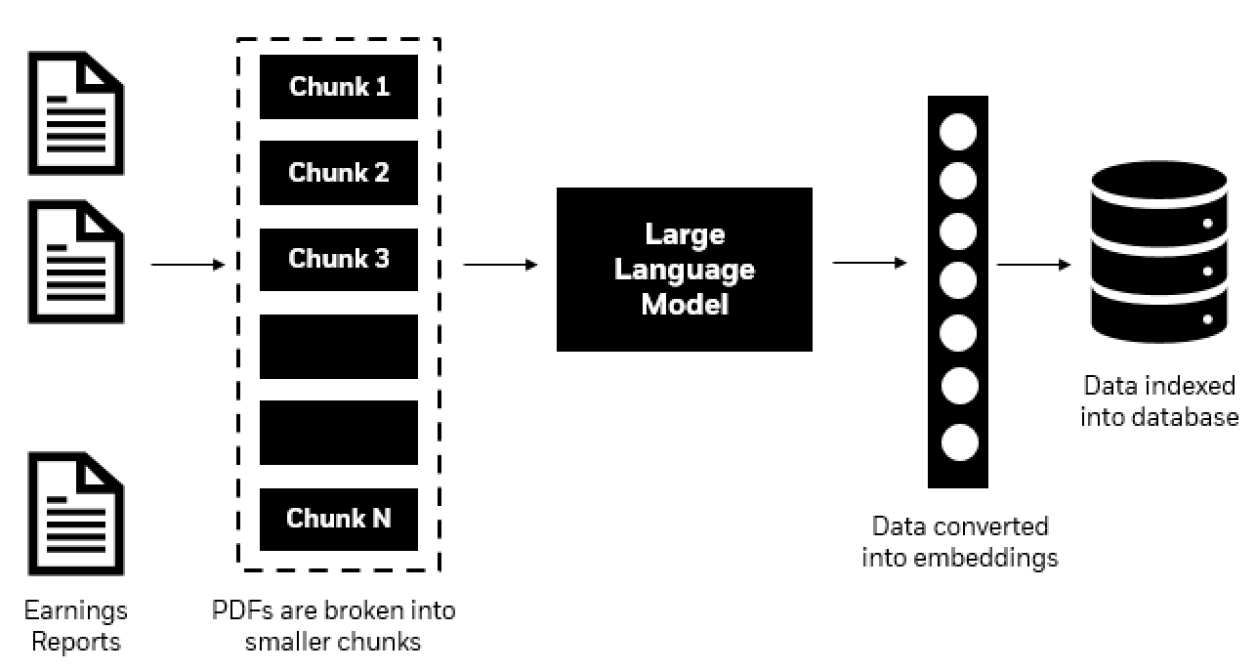 Chunk 1
Chunk 2
Chunk 3
Chunk N
Large
Language
Model
Earnings
Reports
PDFs are broken into
smaller chunks
Data converted
into embeddings
Data indexed
into database